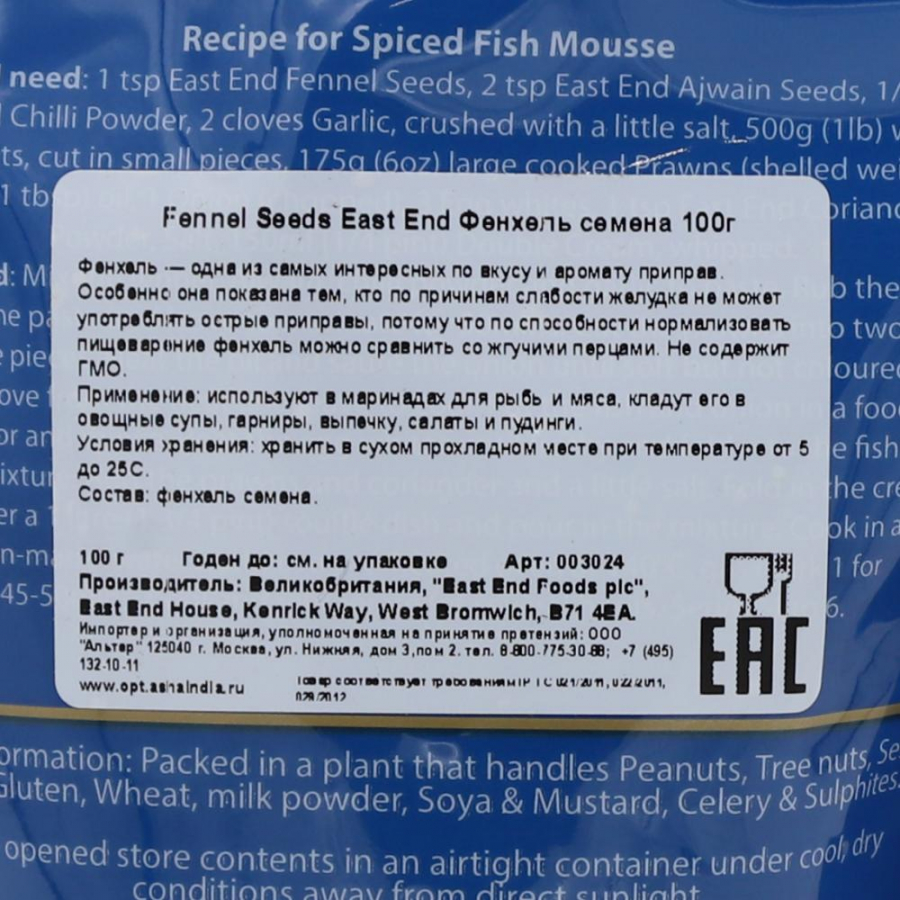 Recipe for Spiced Fish Mousse
need: 1 tsp East End Fennel Seeds, 2 tsp East End Ajwain Seeds, 1/
Chilli Powder, 2 cloves Garlic, crushed with a little salt, 500g (1lb)
ts, cut in small pieces, 175g (6oz) large cooked Prawns (shelled wei
Fennel Seeds East End Фенхель семена 100г
Фенхель — одна из самых интересных по вкусу и аромату приправ.
Особенно она показана тем, кто по причинам слабости желудка не может
употреблять острые приправы, потому что по способности нормализовать
пищеварение фенхель можно сравнить со жгучими перцами. Не содержит
ГМО.
Применение: используют в маринадах для рыбы и мяса, кладут его в
овощные супы, гарниры, выпечку, салаты и пудинги.
Условия хранения: хранить в сухом прохладном месте при температуре от 5
до 25С.
Состав: фенхель семена.
100 г Годен до: см. на упаковке Арт: 003024
Производитель: Великобритания, "East End Foods plc",
East End House, Kenrick Way, West Bromwich, B71 4EA.
Импортер и организация, уполномоченная на принятие претензий: ООО
"Альтер" 125040 г. Москва, ул. Нижняя, дом 3,пом 2. тел. 8-800-775-30-88; +7 (495)
132-10-11
www.opt.ashaindia.ru Товар соответствует требованиям ТР ТС 021/2011, 022/2011,
029/2012
EAC
ormation: Packed in a plant that handles Peanuts, Tree nuts, Se
Gluten, Wheat, milk powder, Soya & Mustard, Celery & Sulphites.
opened store contents in an airtight container under cool, dry
conditions away from direct sunlight